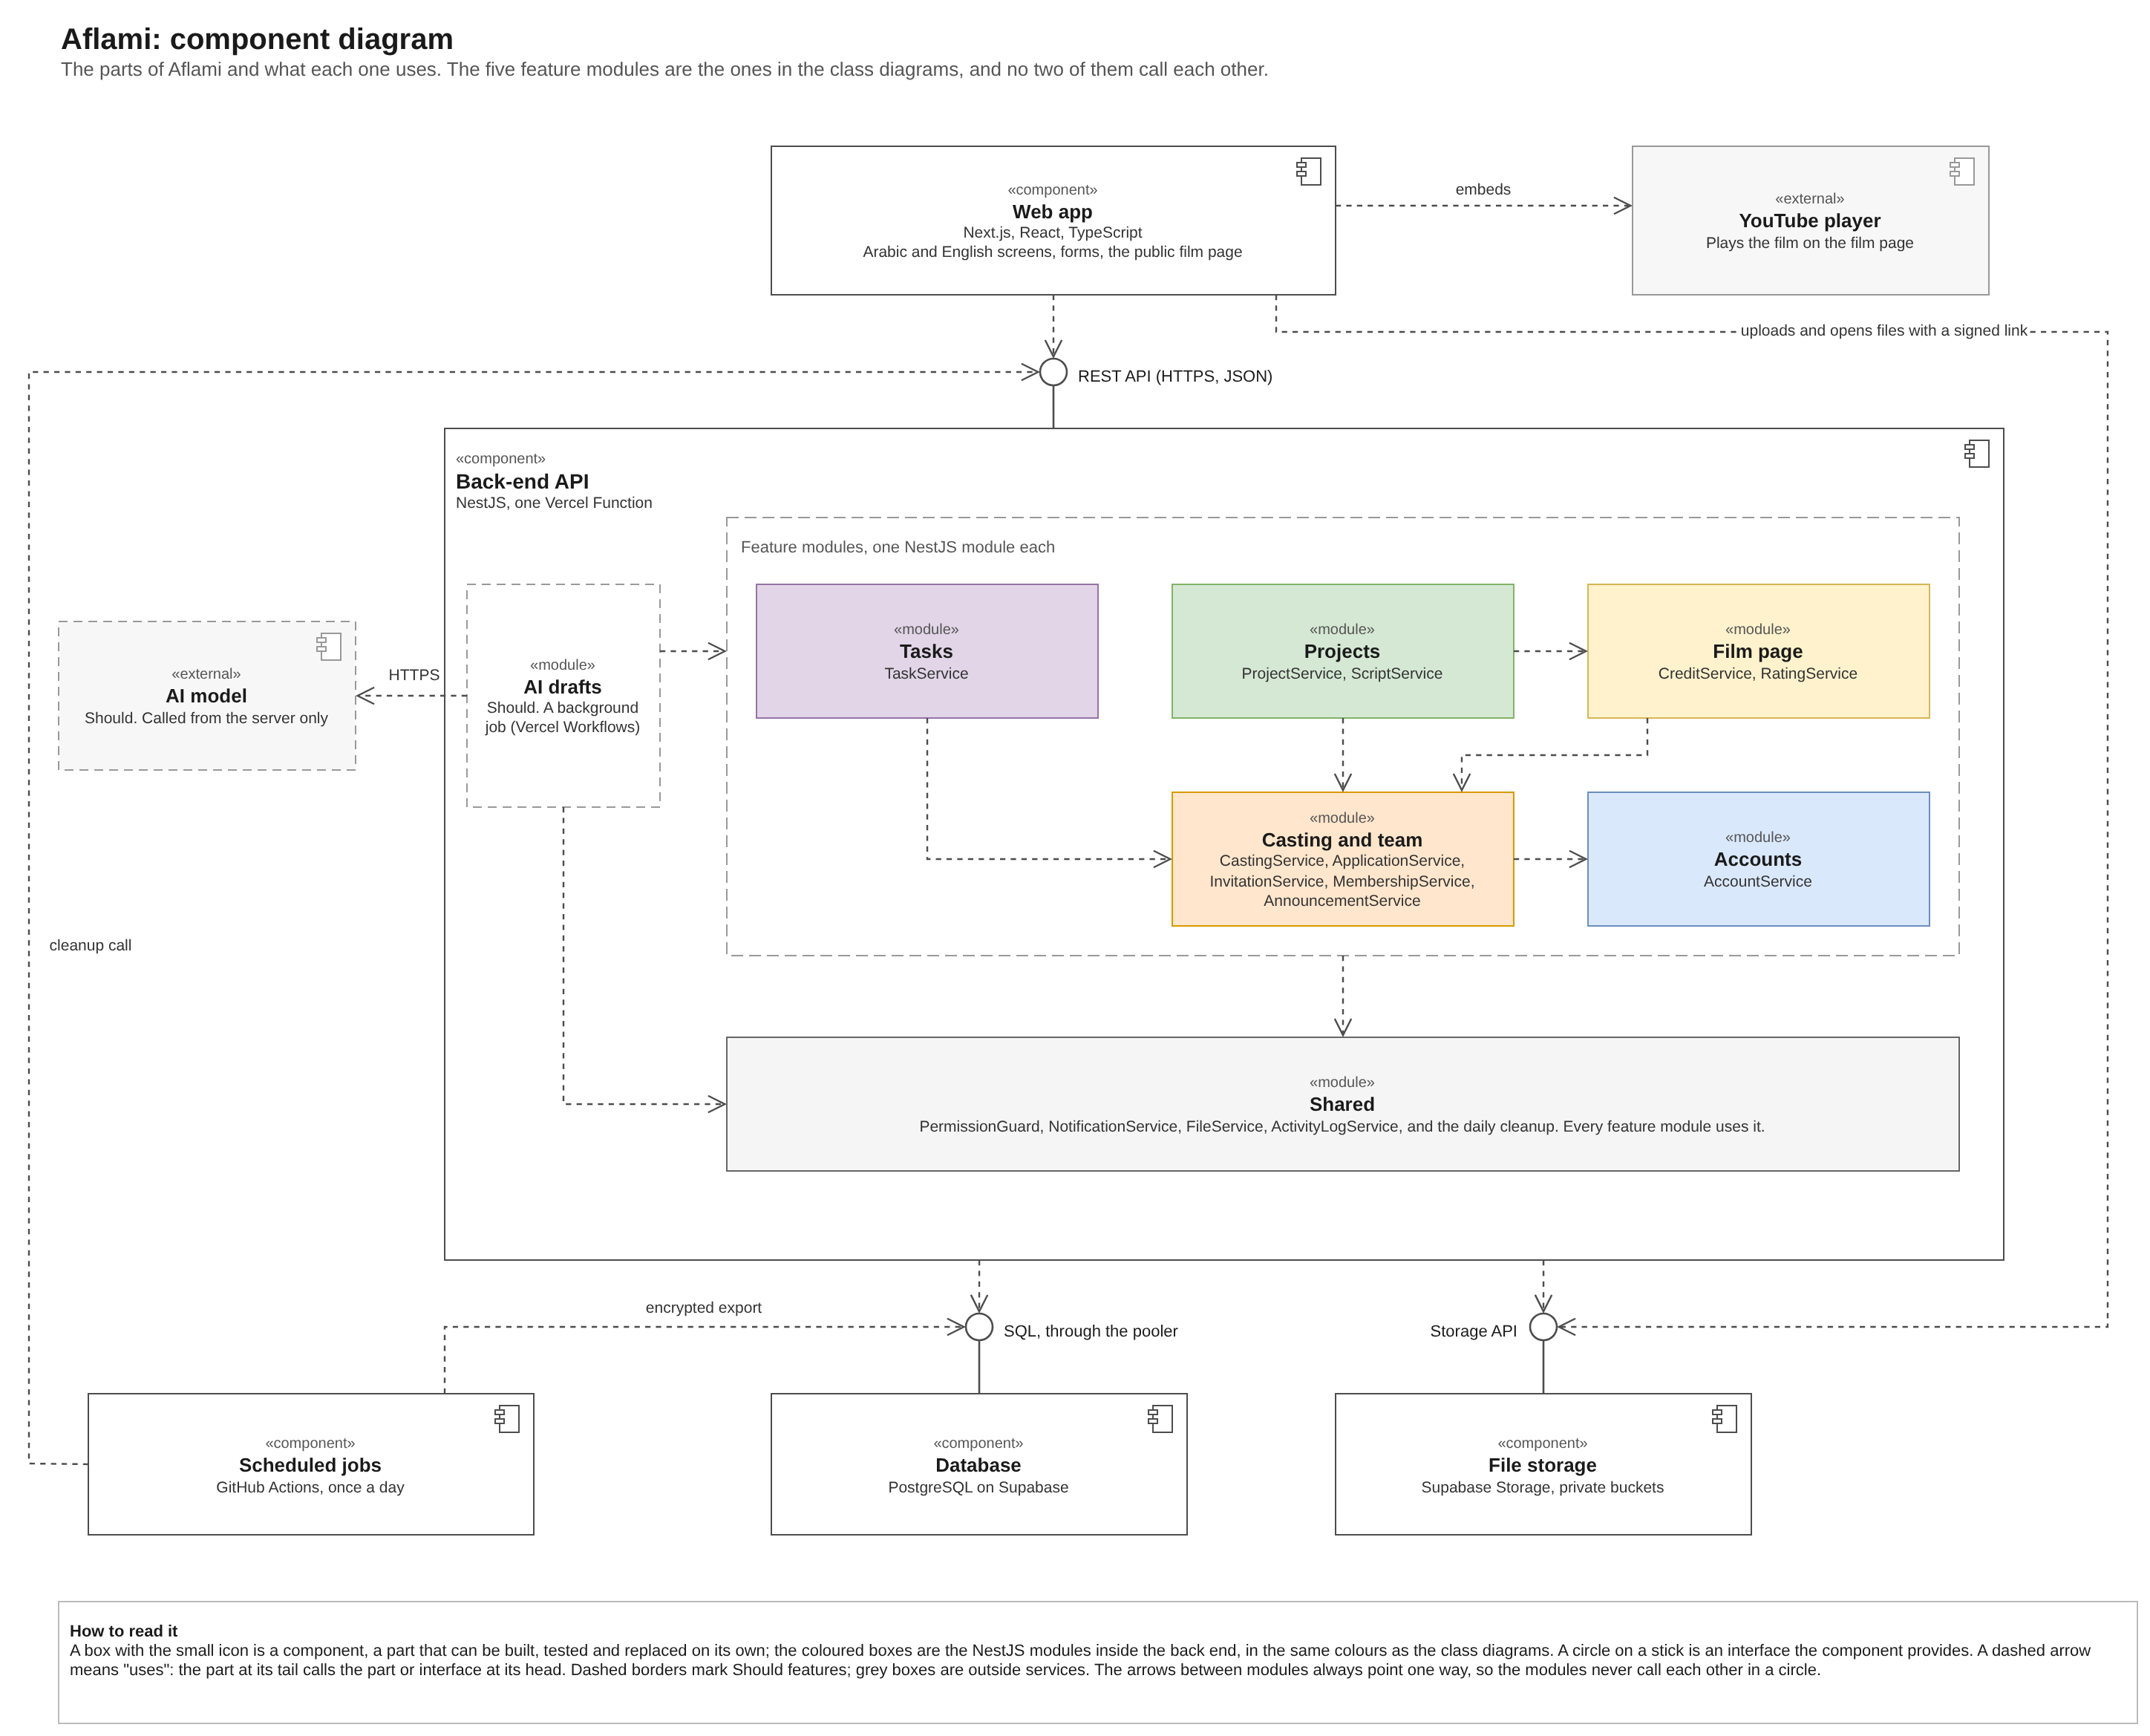 Aflami: component diagram
The parts of Aflami and what each one uses. The five feature modules are the ones in the class diagrams, and no two of them call each other.
«component»
Web app
Next.js, React, TypeScript
Arabic and English screens, forms, the public film page
embeds
«external»
YouTube player
Plays the film on the film page
uploads and opens files with a signed link
REST API (HTTPS, JSON)
«component»
Back-end API
NestJS, one Vercel Function
Feature modules, one NestJS module each
«module»
Tasks
TaskService
«module»
Projects
ProjectService, ScriptService
«module»
Film page
CreditService, RatingService
«external»
AI model
Should. Called from the server only
HTTPS
«module»
AI drafts
Should. A background
job (Vercel Workflows)
«module»
Casting and team
CastingService, ApplicationService,
InvitationService, MembershipService,
AnnouncementService
«module»
Accounts
AccountService
cleanup call
«module»
Shared
PermissionGuard, NotificationService, FileService, ActivityLogService, and the daily cleanup. Every feature module uses it.
encrypted export
SQL, through the pooler
Storage API
«component»
Scheduled jobs
GitHub Actions, once a day
«component»
Database
PostgreSQL on Supabase
«component»
File storage
Supabase Storage, private buckets
How to read it
A box with the small icon is a component, a part that can be built, tested and replaced on its own; the coloured boxes are the NestJS modules inside the back end, in the same colours as the class diagrams. A circle on a stick is an interface the component provides. A dashed arrow
means "uses": the part at its tail calls the part or interface at its head. Dashed borders mark Should features; grey boxes are outside services. The arrows between modules always point one way, so the modules never call each other in a circle.